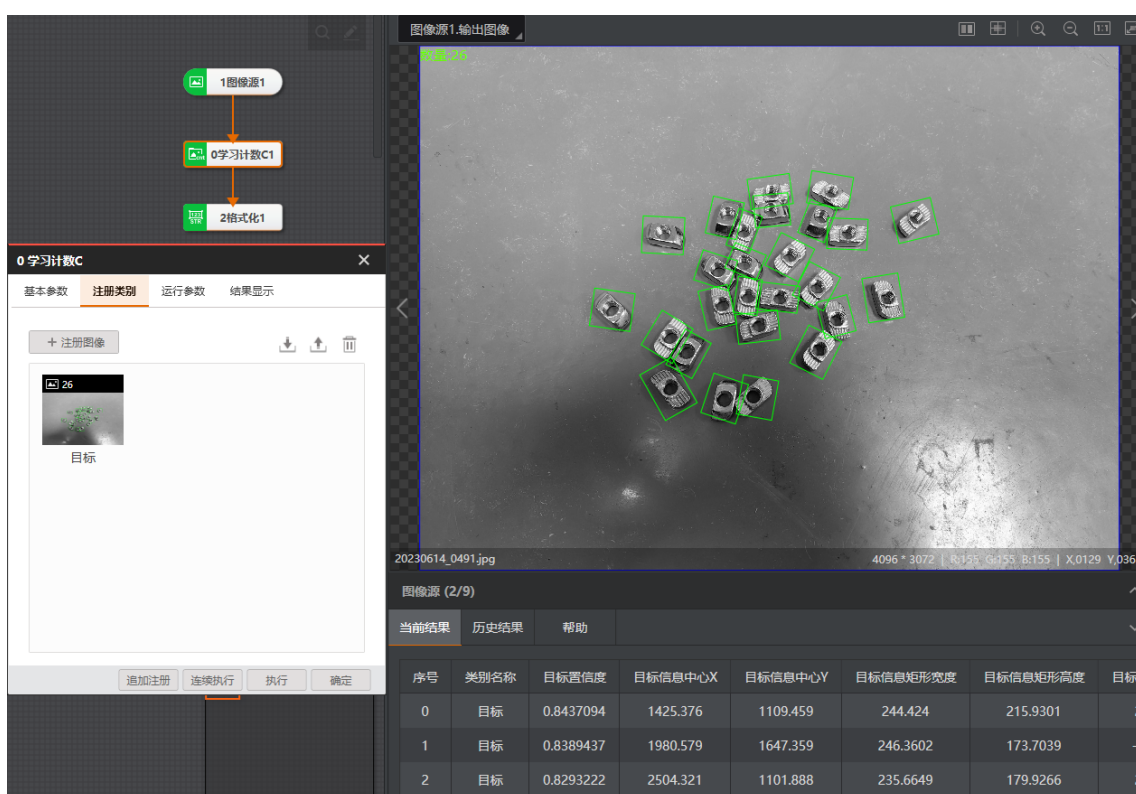 1图像源1
0学习计数C1
2格式化1
0 学习计数C
基本参数 注册类别 运行参数 结果显示
+ 注册图像
26
目标
追加注册 连续执行 执行 确定
图像源1.输出图像
数量:26
20230614_0491.jpg
4096 * 3072 | R:155 G:155 B:155 | X,0129 Y,036
图像源 (2/9)
当前结果 历史结果 帮助
序号 类别名称 目标置信度 目标信息中心X 目标信息中心Y 目标信息矩形宽度 目标信息矩形高度 目标
0 目标 0.8437094 1425.376 1109.459 244.424 215.9301
1 目标 0.8389437 1980.579 1647.359 246.3602 173.7039
2 目标 0.8293222 2504.321 1101.888 235.6649 179.9266